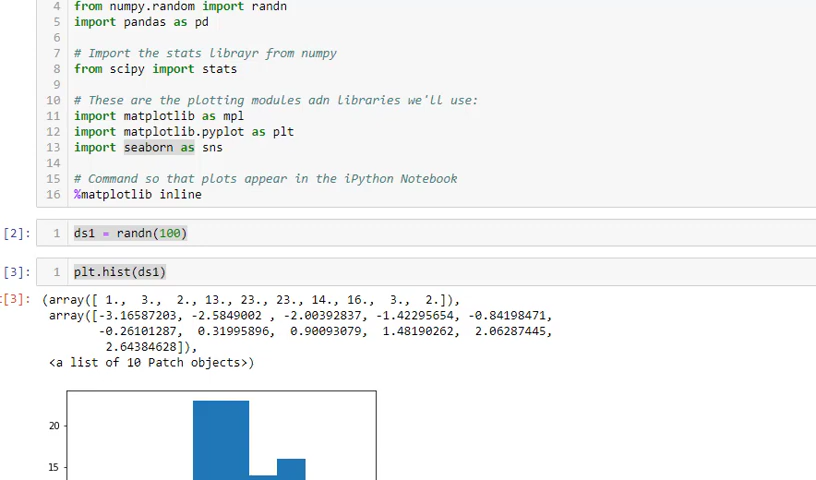 4 from numpy.random import randn
5 import pandas as pd
6
7 # Import the stats librayr from numpy
8 from scipy import stats
9
10 # These are the plotting modules adn libraries we'll use:
11 import matplotlib as mpl
12 import matplotlib.pyplot as plt
13 import seaborn as sns
14
15 # Command so that plots appear in the iPython Notebook
16 %matplotlib inline
[2]: 1 ds1 = randn(100)
[3]: 1 plt.hist(ds1)
t[3]: (array([ 1., 3., 2., 13., 23., 23., 14., 16., 3., 2.]),
array([-3.16587203, -2.5849002 , -2.00392837, -1.42295654, -0.84198471,
-0.26101287, 0.31995896, 0.90093079, 1.48190262, 2.06287445,
2.64384628]),
<a list of 10 Patch objects>)
20
15